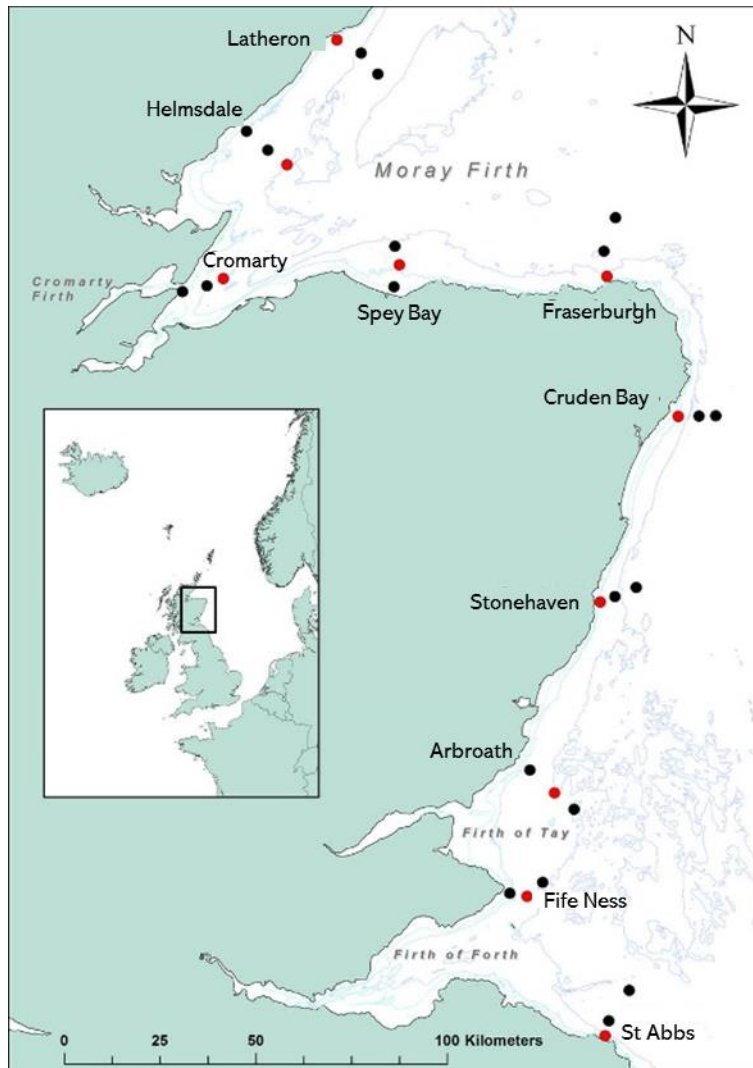 Latheron
N
Helmsdale
Moray Firth
Cromarty
Cromarty
Firth
Spey Bay
Fraserburgh
Cruden Bay
Stonehaven
Arbroath
Firth of Tay
Fife Ness
Firth of Forth
St Abbs
0 25 50 100 Kilometers